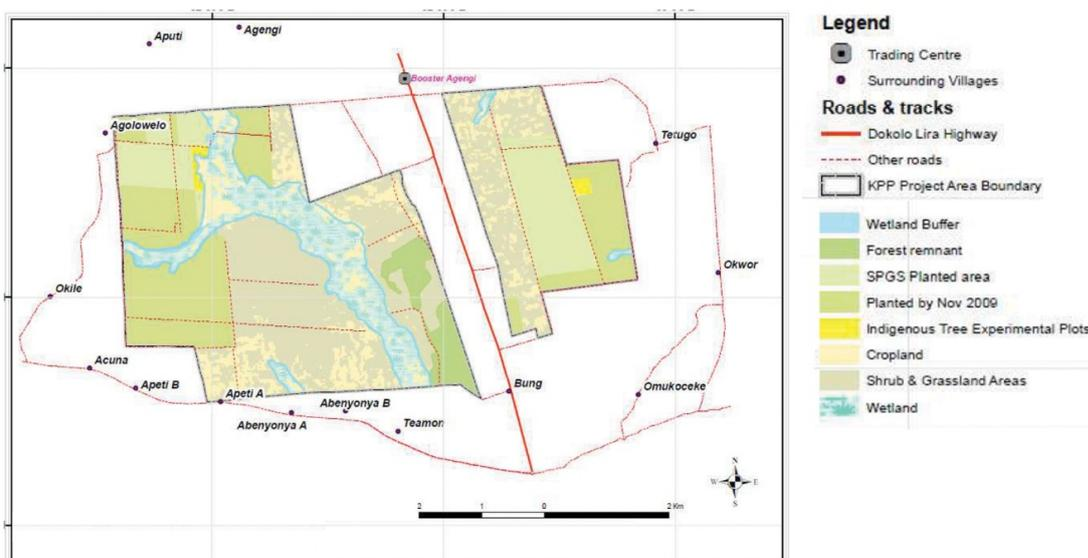 Aputi
Agengi
Booster Agengi
Agolowelo
Tetugo
Okwor
Okile
Acuna
Apeti B
Apeti A
Abenyonya B
Abenyonya A
Teamon
Bung
Omukoceke
N
W E
S
2 1 0 2 Km
Legend
Trading Centre
Surrounding Villages
Roads & tracks
Dokolo Lira Highway
Other roads
KPP Project Area Boundary
Wetland Buffer
Forest remnant
SPGS Planted area
Planted by Nov 2009
Indigenous Tree Experimental Plots
Cropland
Shrub & Grassland Areas
Wetland